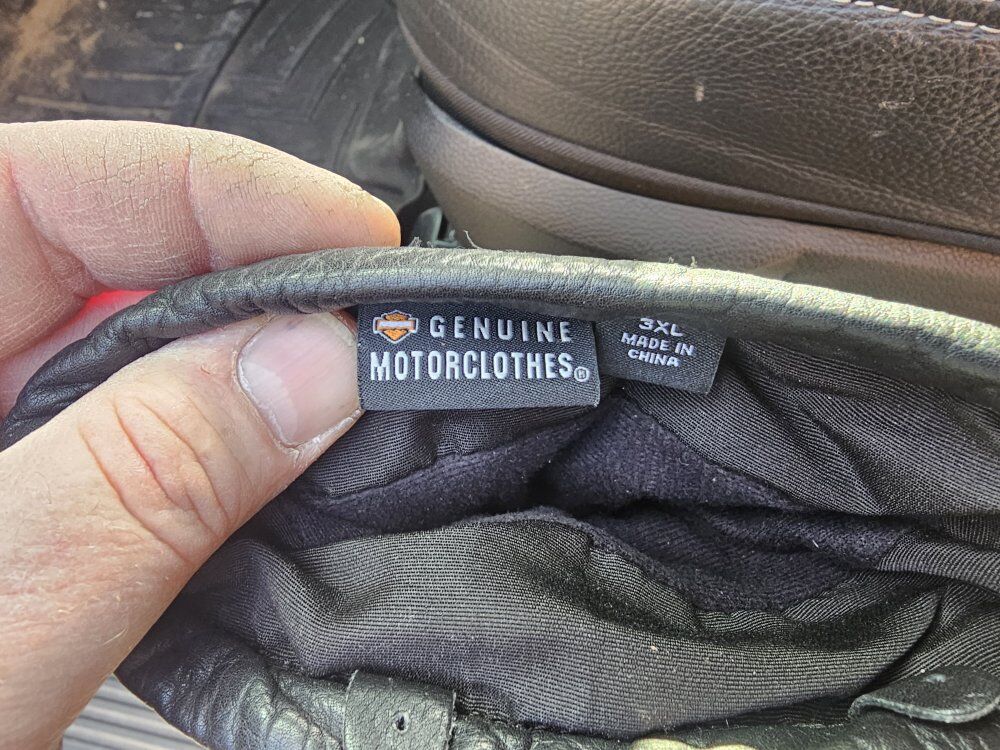 GENUINE
MOTORCLOTHES®
3XL
MADE IN
CHINA